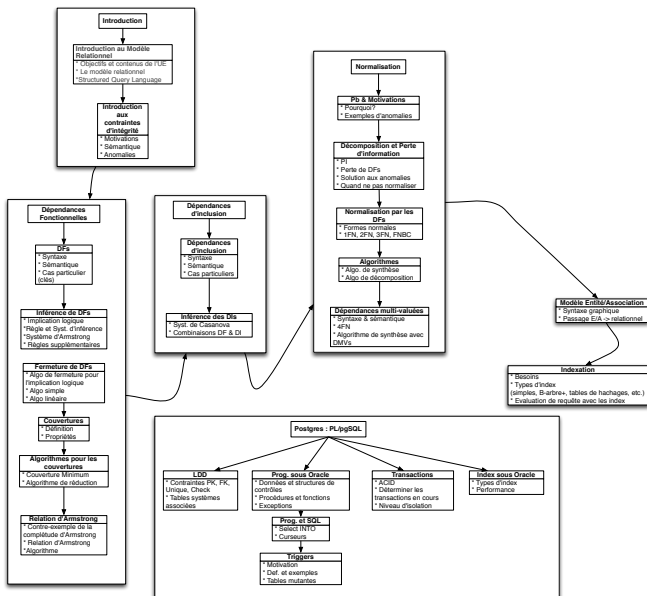 Introduction
Introduction au Modèle
Relationnel
* Objectifs et contenus de l'UE
* Le modèle relationnel
*Structured Query Language
Introduction
aux
contraintes
d'intégrité
* Motivations
* Sémantique
* Anomalies
Dépendances
Fonctionnelles
DFs
* Syntaxe
* Sémantique
* Cas particulier
(clés)
Inférence de DFs
* Implication logique
*Règle et Syst. d'inférence
*Système d'Armstrong
* Règles supplémentaires
Fermeture de DFs
* Algo de fermeture pour
l'implication logique
* Algo simple
* Algo linéaire
Couvertures
* Définition
* Propriétés
Algorithmes pour les
couvertures
* Couverture Minimum
* Algorithme de réduction
Relation d'Armstrong
* Contre-exemple de la
complétude d'Armstrong
* Relation d'Armstrong
*Algorithme
Dépendances
d'inclusion
Dépendances
d'inclusion
* Syntaxe
* Sémantique
* Cas particuliers
Inférence des DIs
* Syst. de Casanova
* Combinaisons DF & DI
Normalisation
Pb & Motivations
* Pourquoi?
* Exemples d'anomalies
Décomposition et Perte
d'information
* PI
* Perte de DFs
* Solution aux anomalies
* Quand ne pas normaliser
Normalisation par les
DFs
* Formes normales
* 1FN, 2FN, 3FN, FNBC
Algorithmes
* Algo. de synthèse
* Algo de décomposition
Dépendances multi-valuées
* Syntaxe & sémantique
* 4FN
* Algorithme de synthèse avec
DMVs
Modèle Entité/Association
* Syntaxe graphique
* Passage E/A -> relationnel
Indexation
* Besoins
* Types d'index
(simples, B-arbre+, tables de hachages, etc.)
* Evaluation de requête avec les index
Postgres : PL/pgSQL
LDD
* Contraintes PK, FK,
Unique, Check
* Tables systèmes
associées
Prog. sous Oracle
* Données et structures de
contrôles
* Procédures et fonctions
* Exceptions
Prog. et SQL
* Select INTO
* Curseurs
Triggers
* Motivation
* Def. et exemples
* Tables mutantes
Transactions
* ACID
* Déterminer les
transactions en cours
* Niveau d'isolation
Index sous Oracle
* Types d'index
* Performance